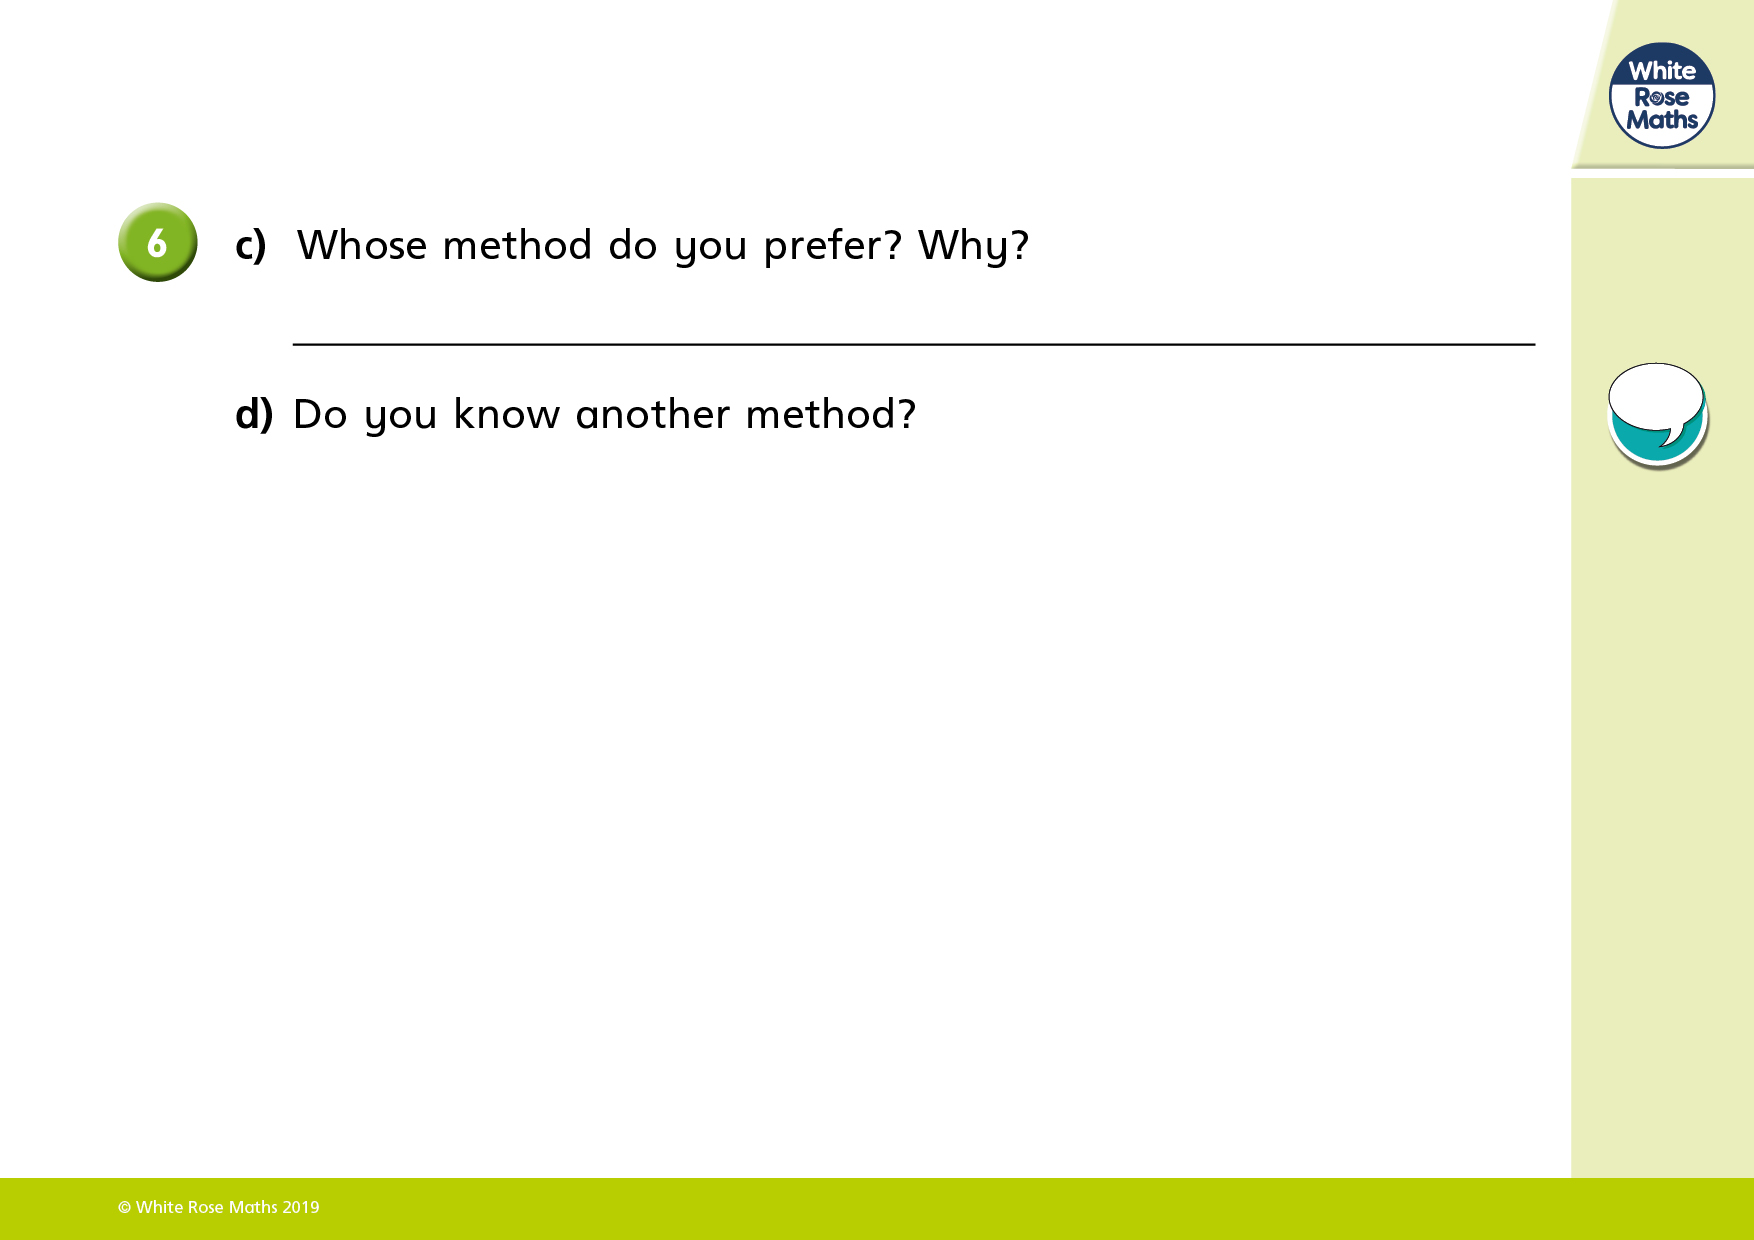 White
Rose
Maths
6 c) Whose method do you prefer? Why?
d) Do you know another method?
© White Rose Maths 2019